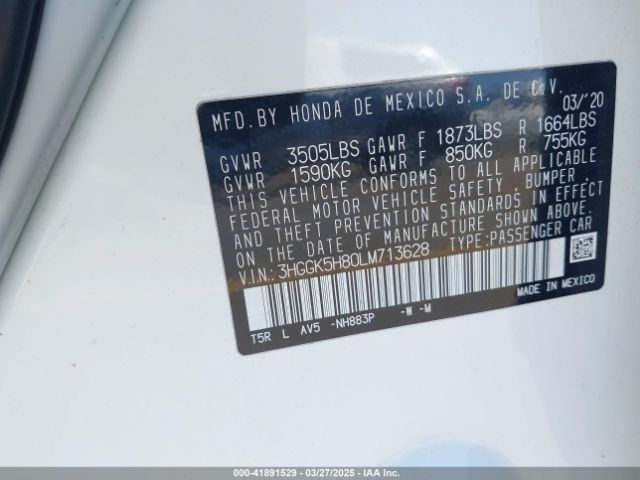 MFD.BY HONDA DE MEXICO S.A. DE C.V.
03/'20
GVWR 3505LBS GAWR F 1873LBS R 1664LBS
GVWR 1590KG GAWR F 850KG R 755KG
THIS VEHICLE CONFORMS TO ALL APPLICABLE
FEDERAL MOTOR VEHICLE SAFETY, BUMPER,
AND THEFT PREVENTION STANDARDS IN EFFECT
ON THE DATE OF MANUFACTURE SHOWN ABOVE.
V.I.N.: 3HGGK5H80LM713628 TYPE:PASSENGER CAR
T5R L AV5 -NH883P -W -M
MADE IN MEXICO
000-41891529 - 03/27/2025 - IAA Inc.